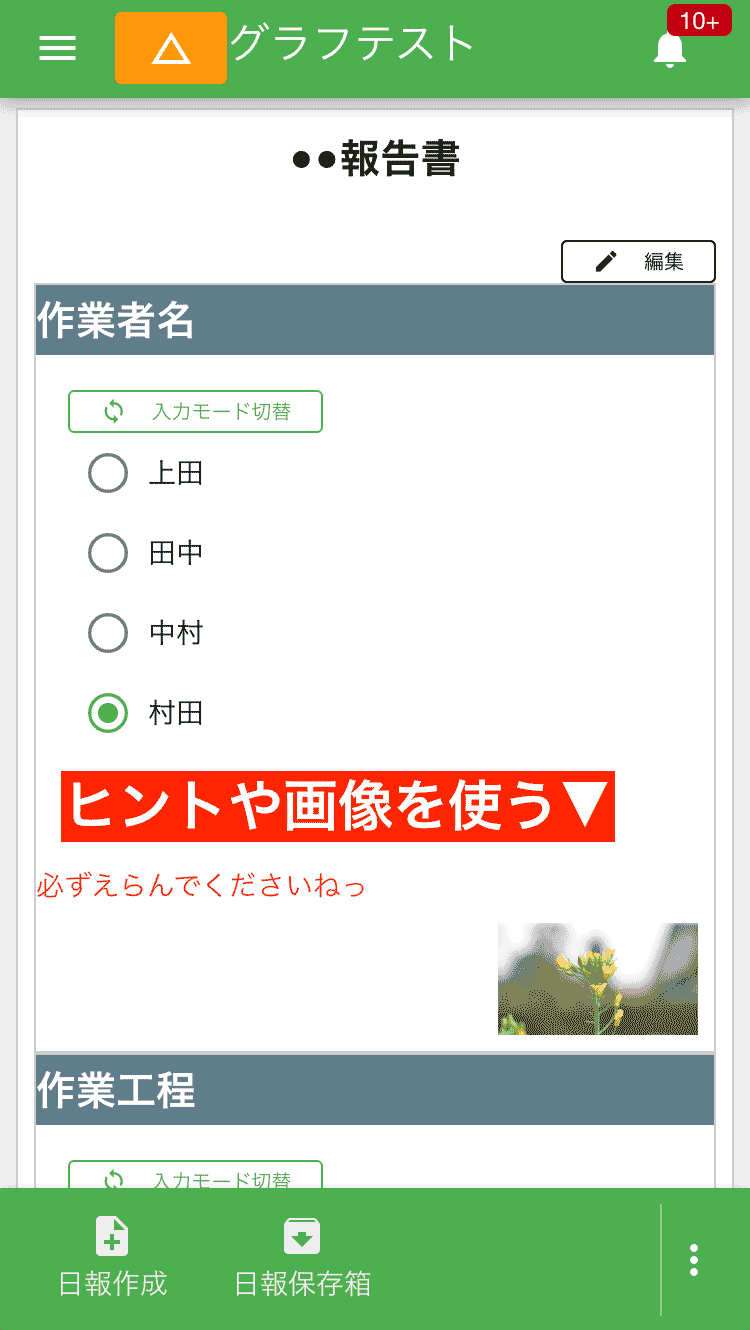 グラフテスト
10+
●●報告書
編集
作業者名
入力モード切替
上田
田中
中村
村田
ヒントや画像を使う▼
必ずえらんでくださいねっ
作業工程
入力モード切替
日報作成
日報保存箱